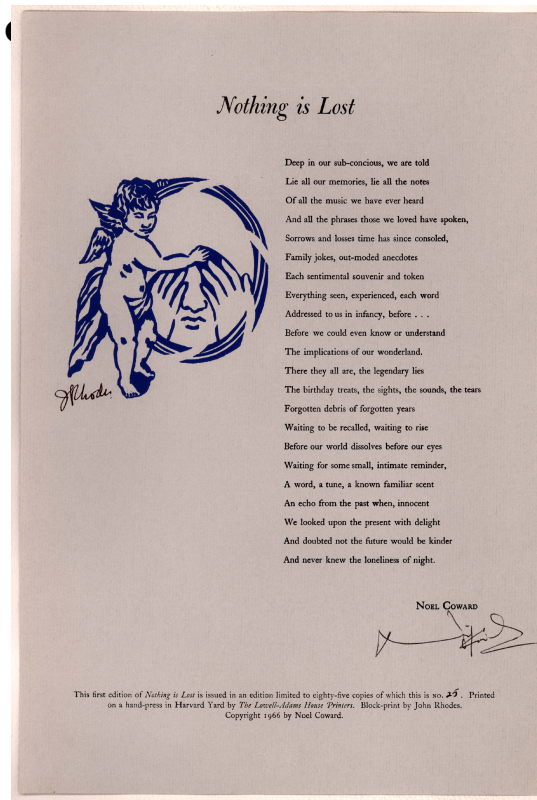 Nothing is Lost
Deep in our sub-concious, we are told
Lie all our memories, lie all the notes
Of all the music we have ever heard
And all the phrases those we loved have spoken,
Sorrows and losses time has since consoled,
Family jokes, out-moded anecdotes
Each sentimental souvenir and token
Everything seen, experienced, each word
Addressed to us in infancy, before . . .
Before we could even know or understand
The implications of our wonderland.
There they all are, the legendary lies
The birthday treats, the sights, the sounds, the tears
Forgotten debris of forgotten years
Waiting to be recalled, waiting to rise
Before our world dissolves before our eyes
Waiting for some small, intimate reminder,
A word, a tune, a known familiar scent
An echo from the past when, innocent
We looked upon the present with delight
And doubted not the future would be kinder
And never knew the loneliness of night.
JRhodes
NOEL COWARD
This first edition of Nothing is Lost is issued in an edition limited to eighty-five copies of which this is no. 25. Printed
on a hand-press in Harvard Yard by The Lowell-Adams House Printers. Block-print by John Rhodes.
Copyright 1966 by Noel Coward.